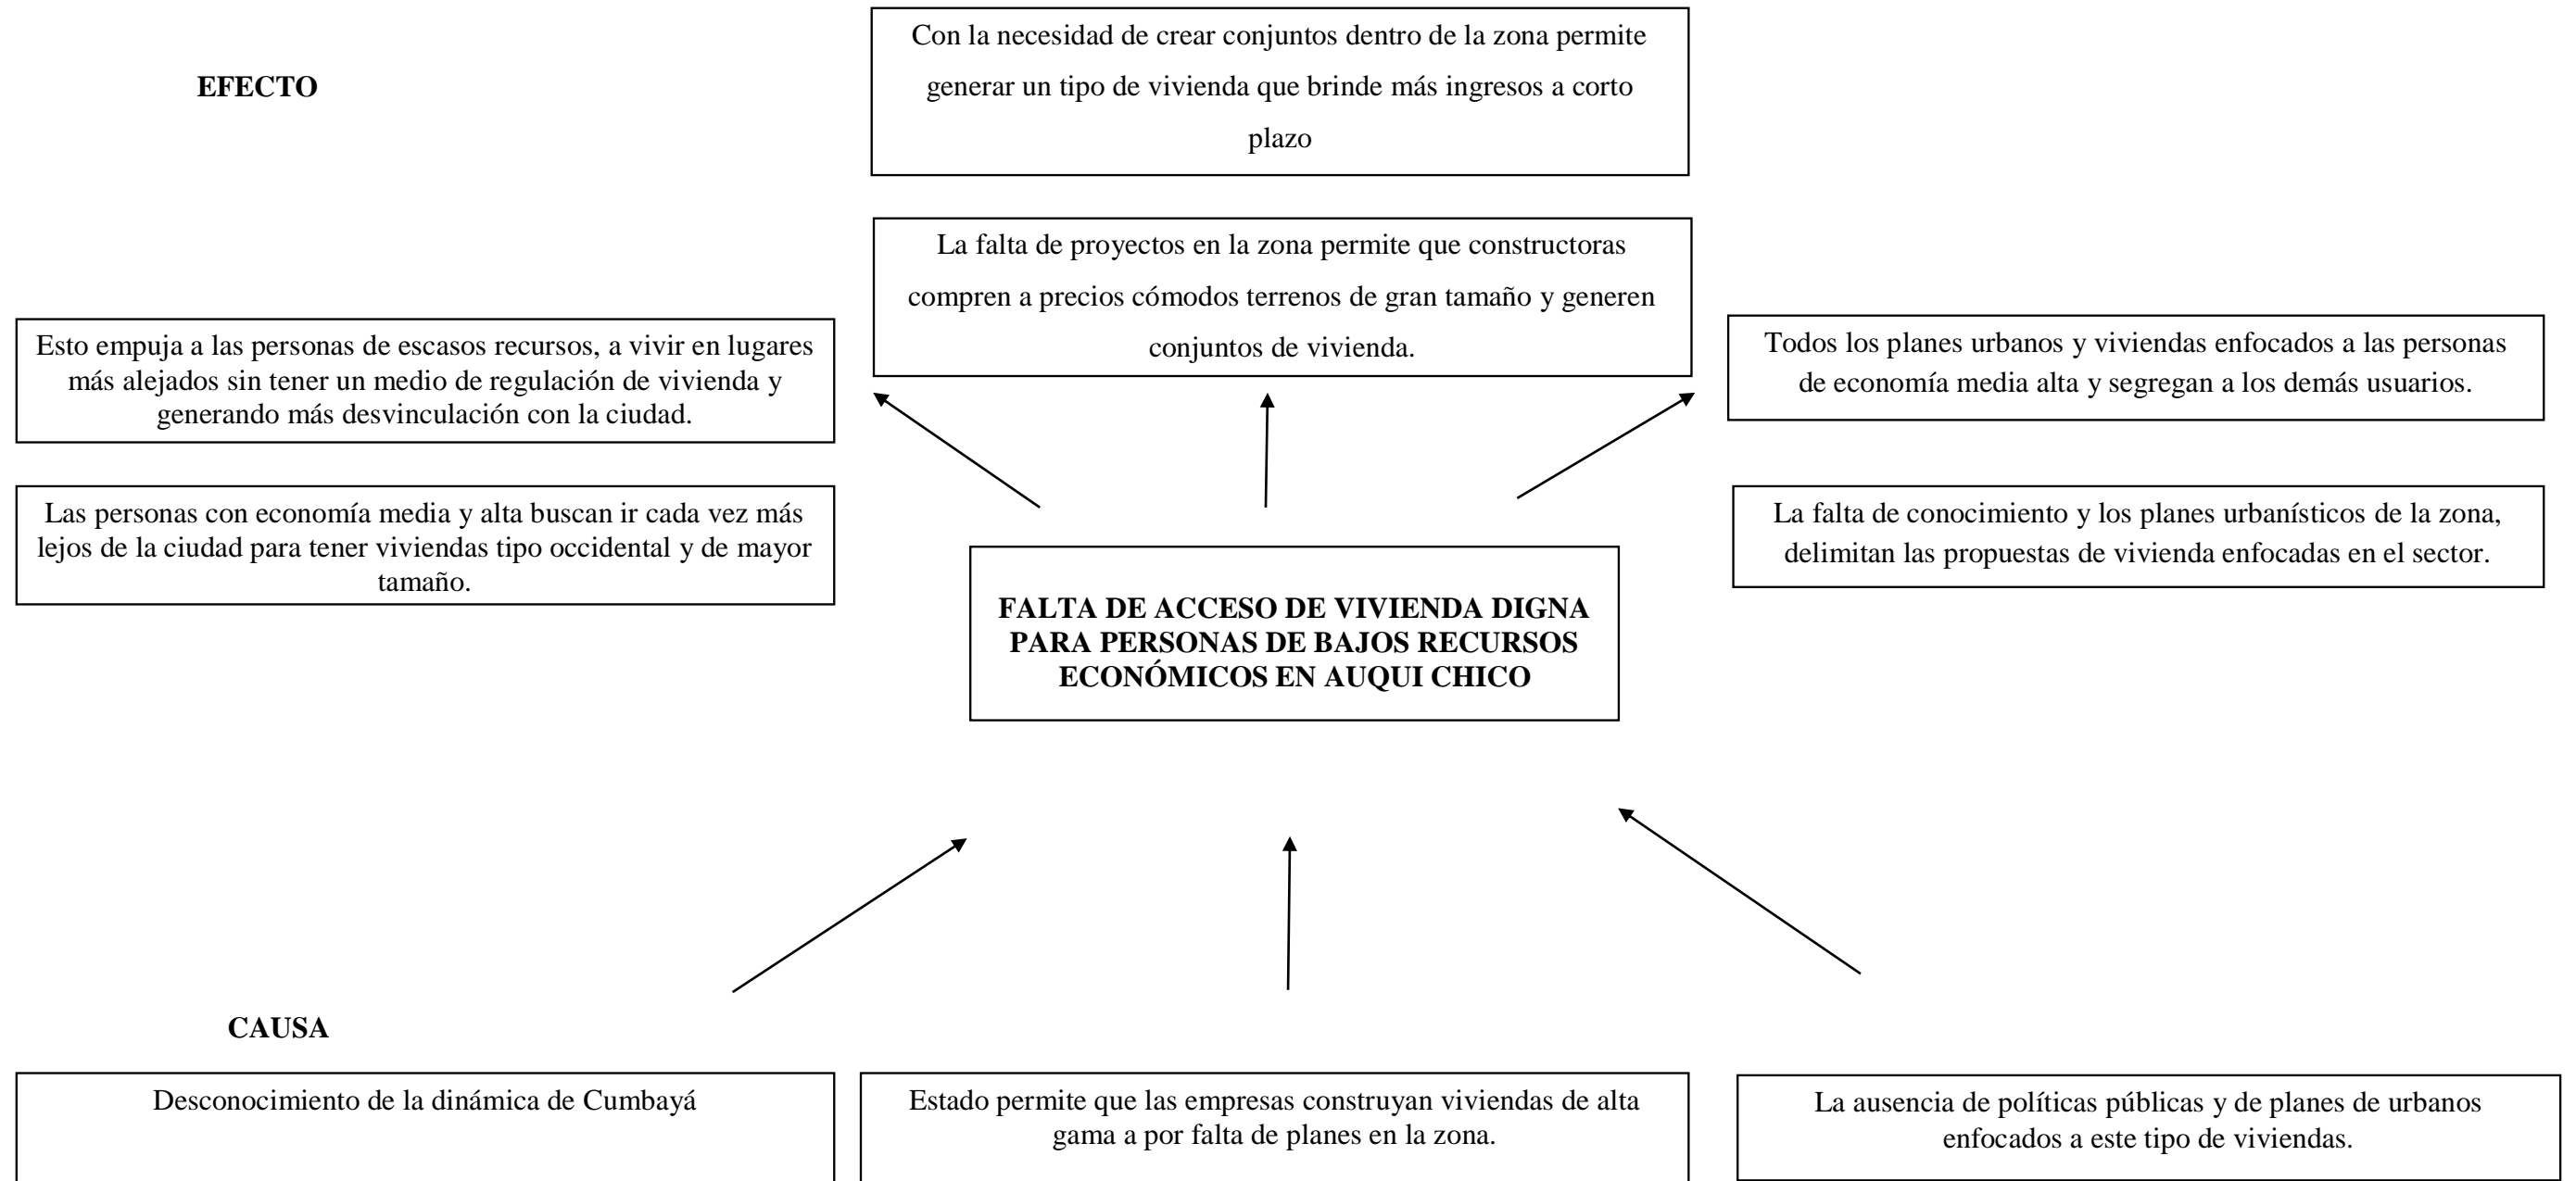 EFECTO
Con la necesidad de crear conjuntos dentro de la zona permite
generar un tipo de vivienda que brinde más ingresos a corto
plazo
La falta de proyectos en la zona permite que constructoras
compren a precios cómodos terrenos de gran tamaño y generen
conjuntos de vivienda.
Esto empuja a las personas de escasos recursos, a vivir en lugares
más alejados sin tener un medio de regulación de vivienda y
generando más desvinculación con la ciudad.
Todos los planes urbanos y viviendas enfocados a las personas
de economía media alta y segregan a los demás usuarios.
Las personas con economía media y alta buscan ir cada vez más
lejos de la ciudad para tener viviendas tipo occidental y de mayor
tamaño.
La falta de conocimiento y los planes urbanísticos de la zona,
delimitan las propuestas de vivienda enfocadas en el sector.
FALTA DE ACCESO DE VIVIENDA DIGNA
PARA PERSONAS DE BAJOS RECURSOS
ECONÓMICOS EN AUQUI CHICO
CAUSA
Desconocimiento de la dinámica de Cumbayá
Estado permite que las empresas construyan viviendas de alta
gama a por falta de planes en la zona.
La ausencia de políticas públicas y de planes de urbanos
enfocados a este tipo de viviendas.